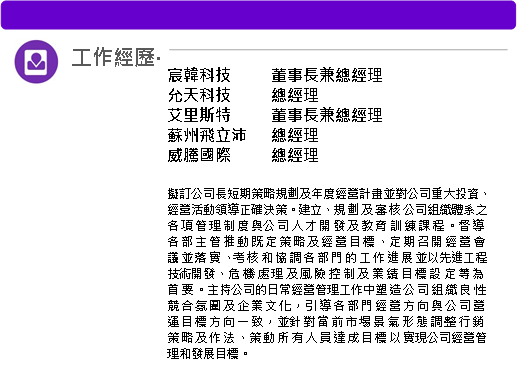 工作經歷.
宸韓科技 董事長兼總經理
允天科技 總經理
艾里斯特 董事長兼總經理
蘇州飛立沛 總經理
威騰國際 總經理
擬訂公司長短期策略規劃及年度經營計畫並對公司重大投資、
經營活動領導正確決策。建立、規劃及審核公司組織體系之
各項管理制度與公司人才開發及教育訓練課程。督導
各部主管推動既定策略及經營目標、定期召開經營會
議並落實、考核和協調各部門的工作進展並以先進工程
技術開發、危機處理及風險控制及業績目標設定等為
首要。主持公司的日常經營管理工作中塑造公司組織良性
競合氛圍及企業文化，引導各部門經營方向與公司營
運目標方向一致，並針對當前市場景氣形態調整行銷
策略及作法、策動所有人員達成目標以實現公司經營管
理和發展目標。